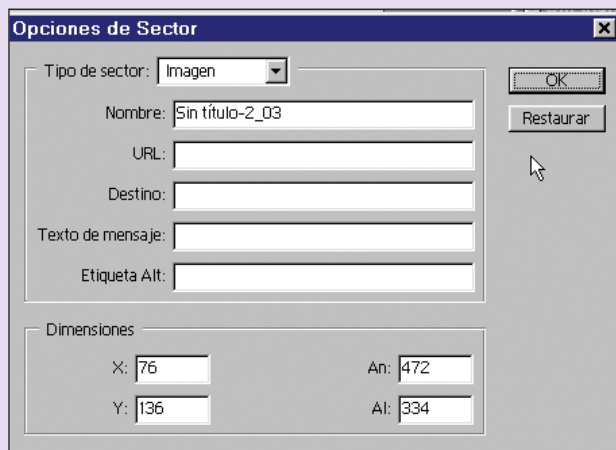 Opciones de Sector
Tipo de sector: Imagen
OK
Nombre: Sin título-2_03
Restaurar
URL:
Destino:
Texto de mensaje:
Etiqueta Alt:
Dimensiones
X: 76 An: 472
Y: 136 Al: 334